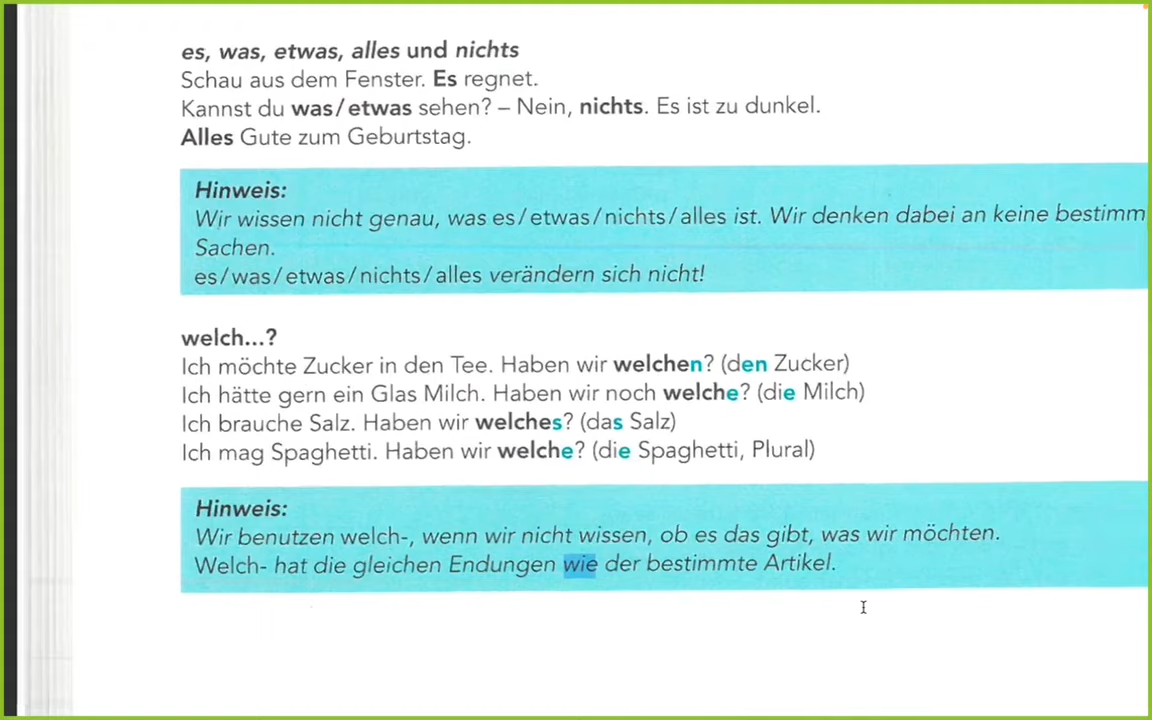 es, was, etwas, alles und nichts
Schau aus dem Fenster. Es regnet.
Kannst du was/etwas sehen? – Nein, nichts. Es ist zu dunkel.
Alles Gute zum Geburtstag.
Hinweis:
Wir wissen nicht genau, was es/etwas/nichts/alles ist. Wir denken dabei an keine bestimm
Sachen.
es/was/etwas/nichts/alles verändern sich nicht!
welch...?
Ich möchte Zucker in den Tee. Haben wir welchen? (den Zucker)
Ich hätte gern ein Glas Milch. Haben wir noch welche? (die Milch)
Ich brauche Salz. Haben wir welches? (das Salz)
Ich mag Spaghetti. Haben wir welche? (die Spaghetti, Plural)
Hinweis:
Wir benutzen welch-, wenn wir nicht wissen, ob es das gibt, was wir möchten.
Welch- hat die gleichen Endungen wie der bestimmte Artikel.